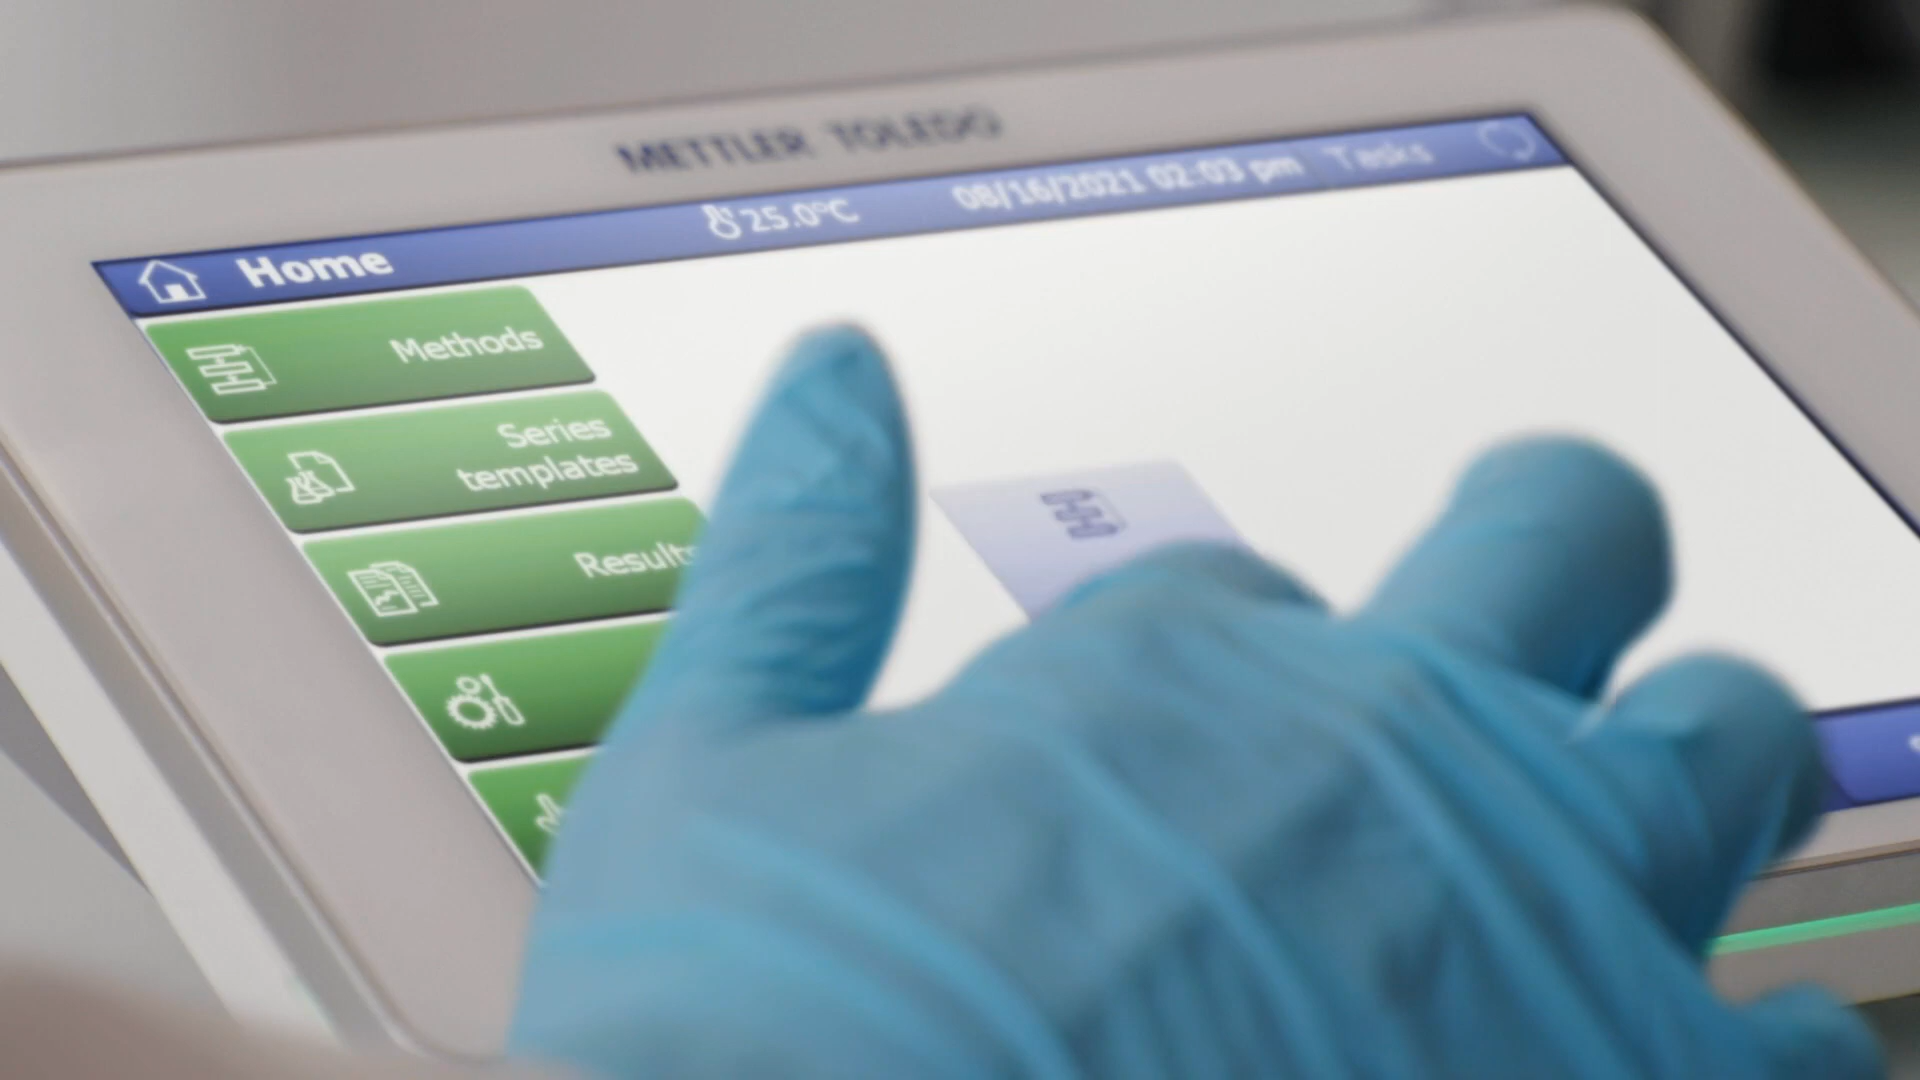 METTLER TOLEDO
Home 25.0°C 08/16/2021 02:03 pm Tasks
Methods
Series
templates
Results